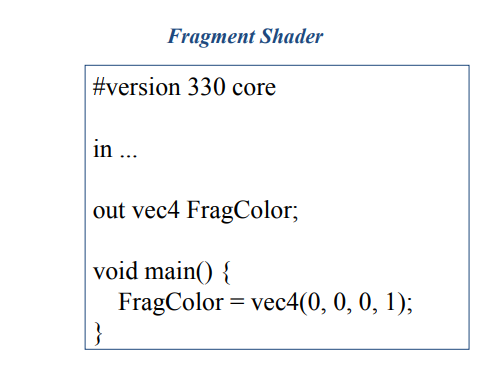 Fragment Shader
#version 330 core
in ...
out vec4 FragColor;
void main() {
FragColor = vec4(0, 0, 0, 1);
}